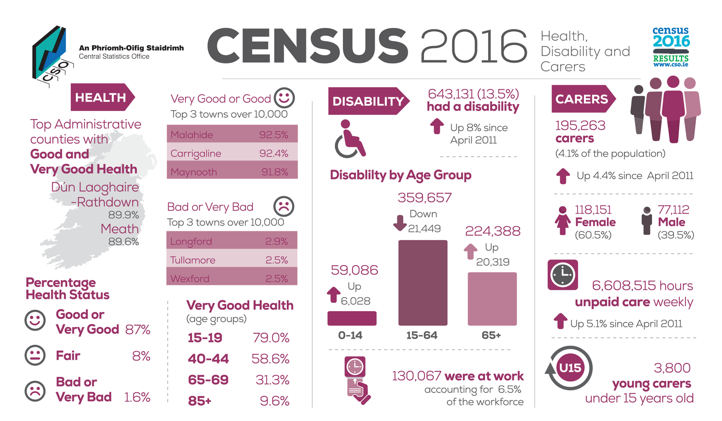 An Phríomh-Oifig Staidrimh
Central Statistics Office
CSO
CENSUS 2016
Health,
Disability and
Carers
census
2016
RESULTS
www.cso.ie
HEALTH
Top Administrative
counties with
Good and
Very Good Health
Dún Laoghaire
-Rathdown
89.9%
Meath
89.6%
Percentage
Health Status
Good or
Very Good 87%
Fair 8%
Bad or
Very Bad 1.6%
Very Good or Good
Top 3 towns over 10,000
Malahide 92.5%
Carrigaline 92.4%
Maynooth 91.8%
Bad or Very Bad
Top 3 towns over 10,000
Longford 2.9%
Tullamore 2.5%
Wexford 2.5%
Very Good Health
(age groups)
15-19 79.0%
40-44 58.6%
65-69 31.3%
85+ 9.6%
DISABILITY
643,131 (13.5%)
had a disability
Up 8% since
April 2011
Disablilty by Age Group
59,086
Up
6,028
0-14
359,657
Down
21,449
15-64
224,388
Up
20,319
65+
130,067 were at work
accounting for 6.5%
of the workforce
CARERS
195,263
carers
(4.1% of the population)
Up 4.4% since April 2011
118,151
Female
(60.5%)
77,112
Male
(39.5%)
6,608,515 hours
unpaid care weekly
Up 5.1% since April 2011
U15
3,800
young carers
under 15 years old